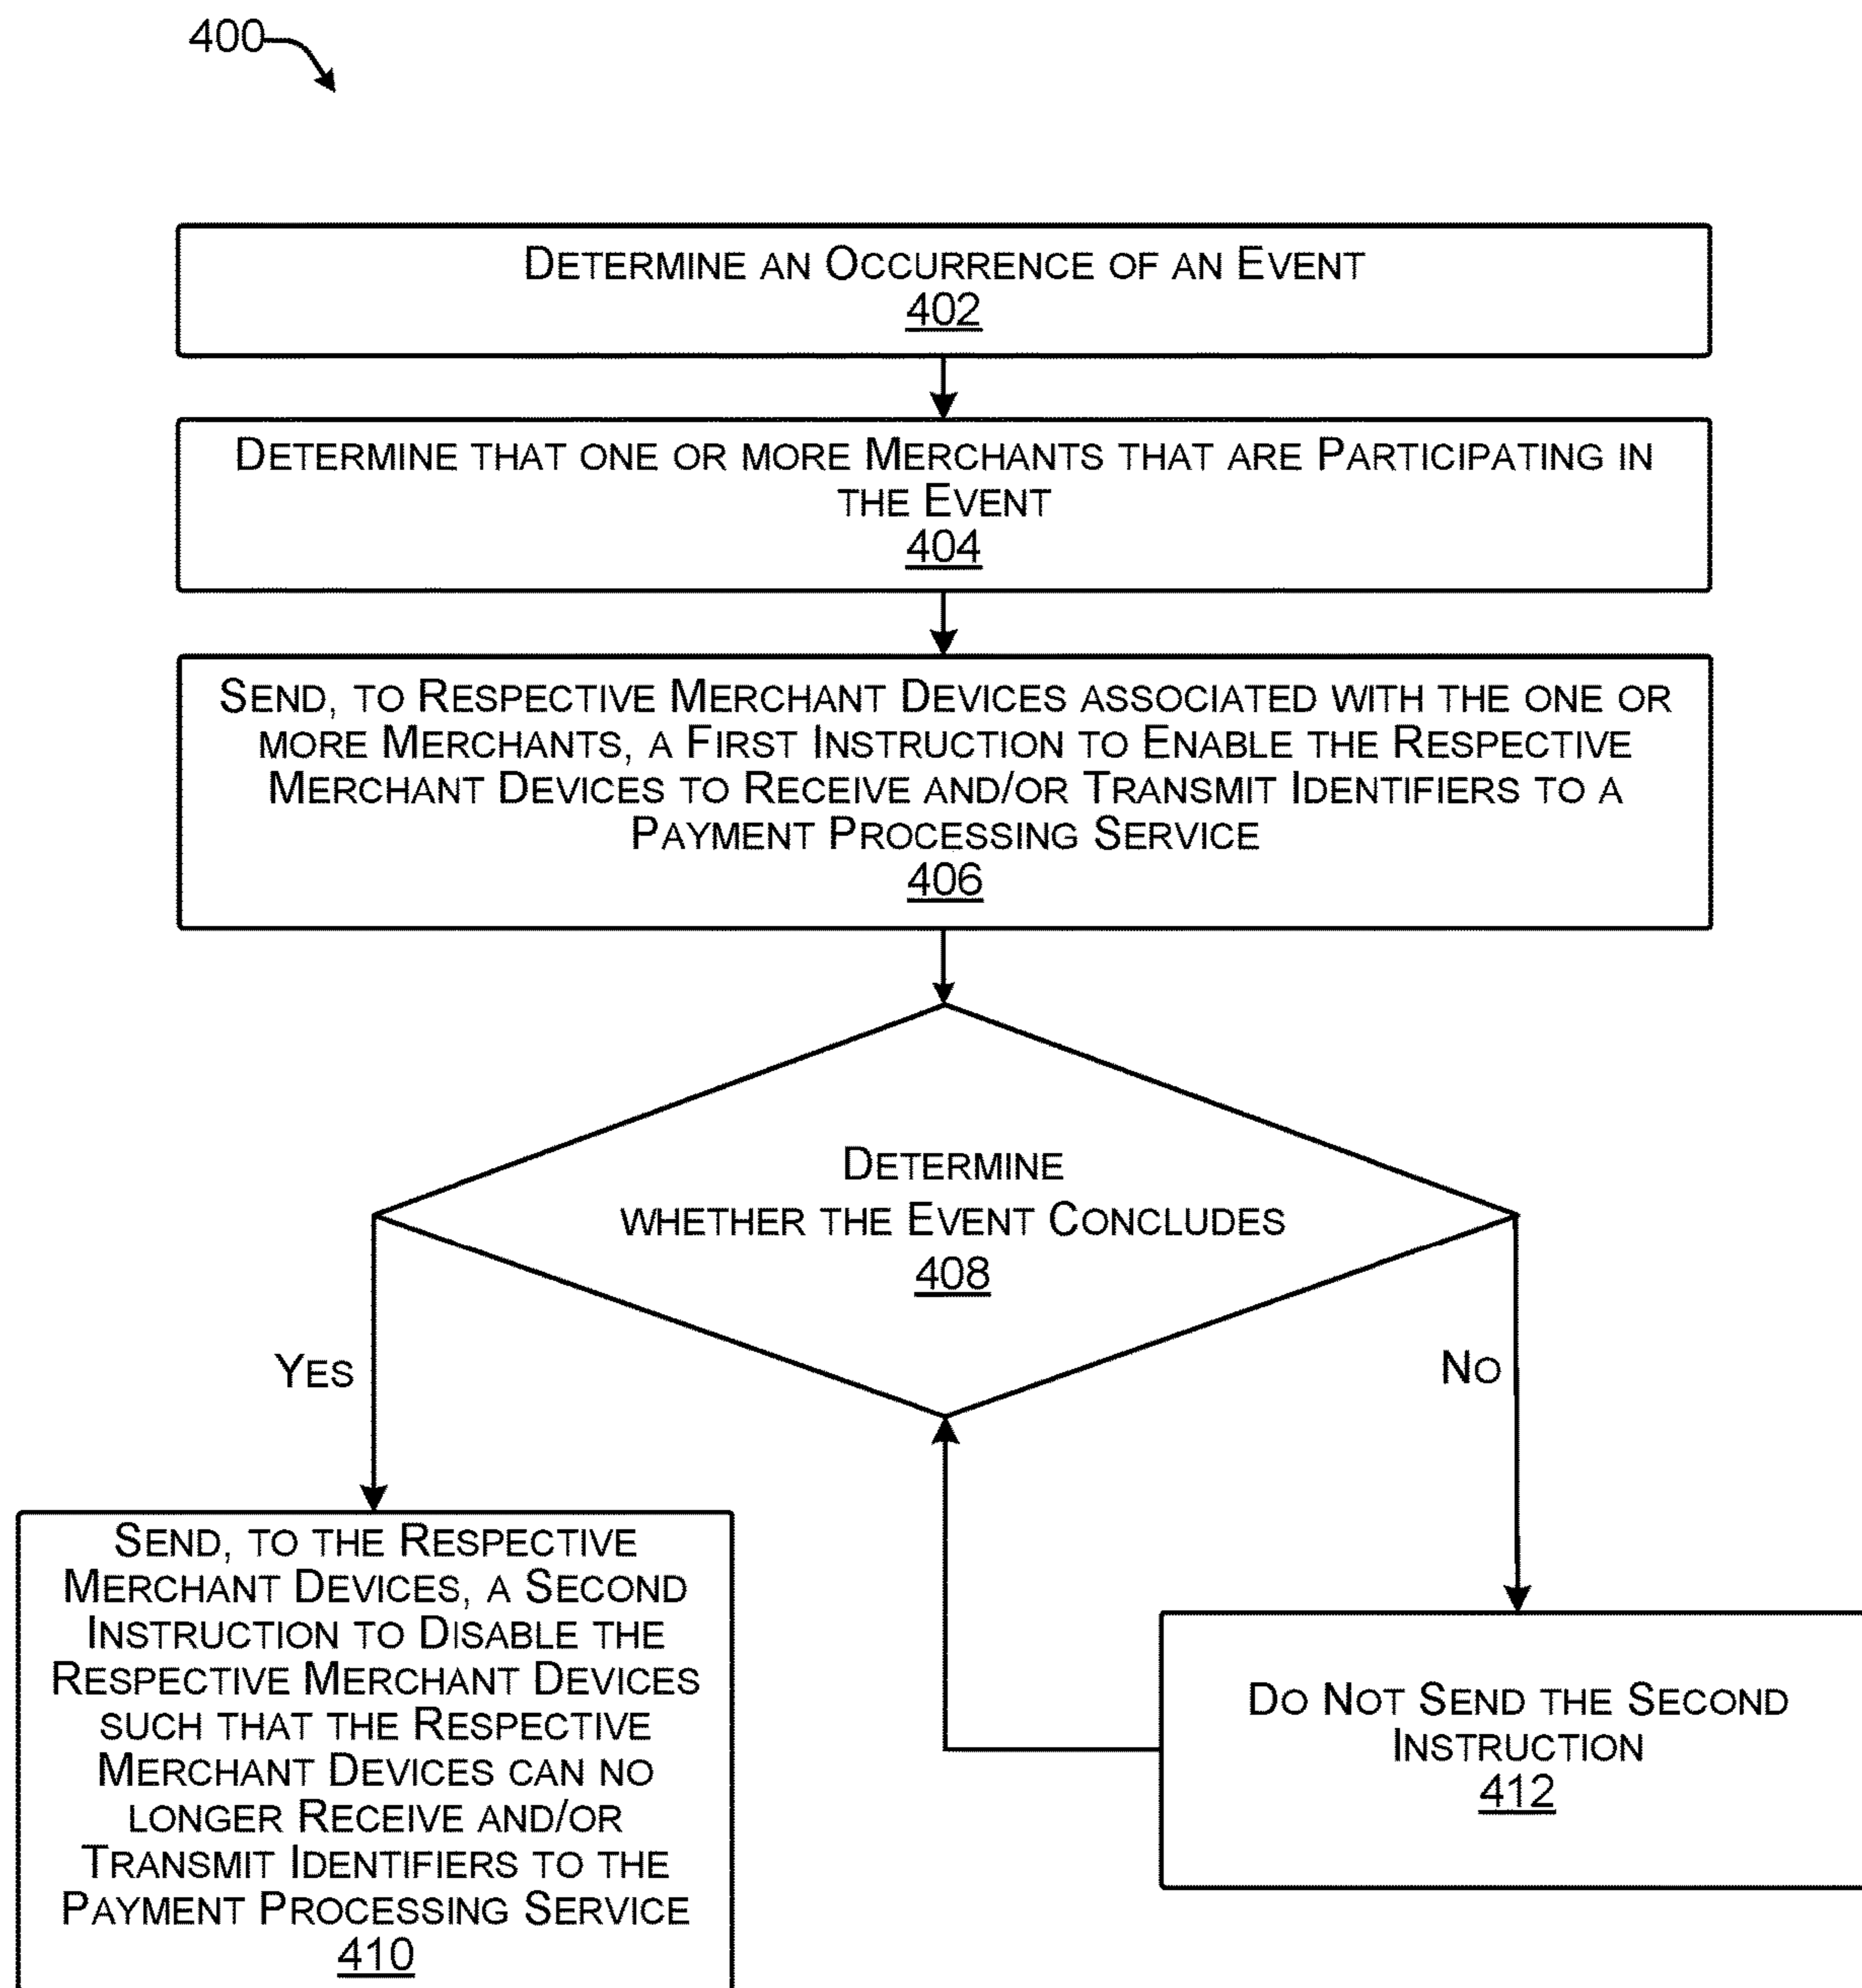 400
DETERMINE AN OCCURRENCE OF AN EVENT
402
DETERMINE THAT ONE OR MORE MERCHANTS THAT ARE PARTICIPATING IN
THE EVENT
404
SEND, TO RESPECTIVE MERCHANT DEVICES ASSOCIATED WITH THE ONE OR
MORE MERCHANTS, A FIRST INSTRUCTION TO ENABLE THE RESPECTIVE
MERCHANT DEVICES TO RECEIVE AND/OR TRANSMIT IDENTIFIERS TO A
PAYMENT PROCESSING SERVICE
406
DETERMINE
WHETHER THE EVENT CONCLUDES
408
YES
NO
SEND, TO THE RESPECTIVE
MERCHANT DEVICES, A SECOND
INSTRUCTION TO DISABLE THE
RESPECTIVE MERCHANT DEVICES
SUCH THAT THE RESPECTIVE
MERCHANT DEVICES CAN NO
LONGER RECEIVE AND/OR
TRANSMIT IDENTIFIERS TO THE
PAYMENT PROCESSING SERVICE
410
DO NOT SEND THE SECOND
INSTRUCTION
412